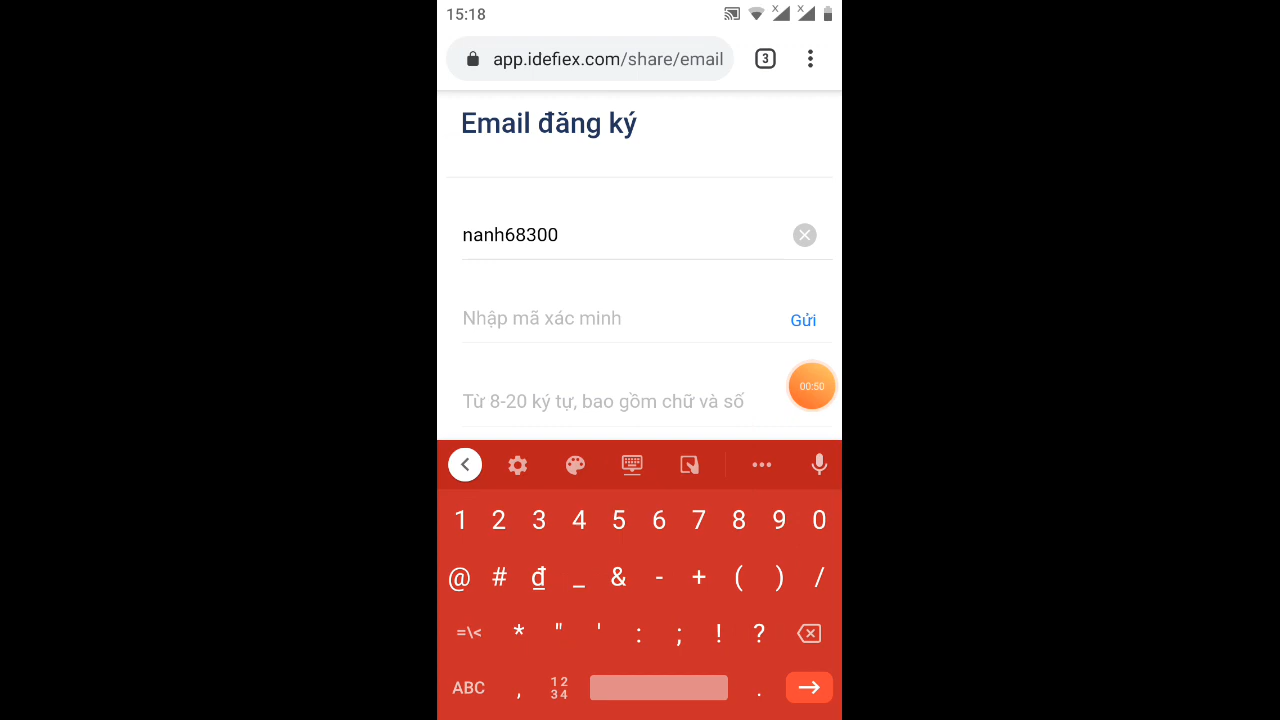 15:18
app.idefiex.com/share/email
3
Email đăng ký
nanh68300
Nhập mã xác minh
Gửi
00:50
Từ 8-20 ký tự, bao gồm chữ và số
1 2 3 4 5 6 7 8 9 0
@ # ₫ _ & - + ( ) /
=\< * " ' : ; ! ?
ABC , 12 34 .